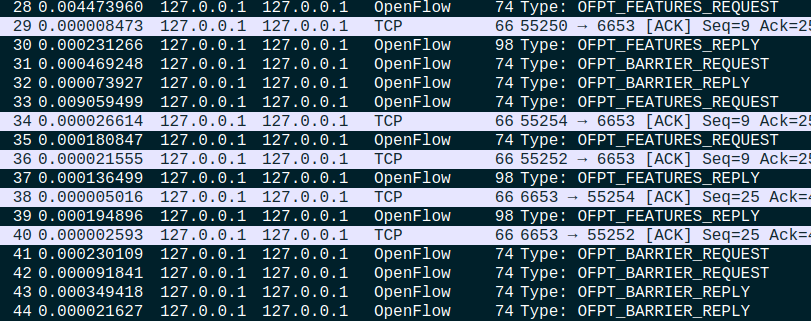 28 0.004473960 127.0.0.1 127.0.0.1 OpenFlow 74 Type: OFPT_FEATURES_REQUEST
29 0.000008473 127.0.0.1 127.0.0.1 TCP 66 55250 → 6653 [ACK] Seq=9 Ack=25
30 0.000231266 127.0.0.1 127.0.0.1 OpenFlow 98 Type: OFPT_FEATURES_REPLY
31 0.000469248 127.0.0.1 127.0.0.1 OpenFlow 74 Type: OFPT_BARRIER_REQUEST
32 0.000073927 127.0.0.1 127.0.0.1 OpenFlow 74 Type: OFPT_BARRIER_REPLY
33 0.009059499 127.0.0.1 127.0.0.1 OpenFlow 74 Type: OFPT_FEATURES_REQUEST
34 0.000026614 127.0.0.1 127.0.0.1 TCP 66 55254 → 6653 [ACK] Seq=9 Ack=25
35 0.000180847 127.0.0.1 127.0.0.1 OpenFlow 74 Type: OFPT_FEATURES_REQUEST
36 0.000021555 127.0.0.1 127.0.0.1 TCP 66 55252 → 6653 [ACK] Seq=9 Ack=25
37 0.000136499 127.0.0.1 127.0.0.1 OpenFlow 98 Type: OFPT_FEATURES_REPLY
38 0.000005016 127.0.0.1 127.0.0.1 TCP 66 6653 → 55254 [ACK] Seq=25 Ack=4
39 0.000194896 127.0.0.1 127.0.0.1 OpenFlow 98 Type: OFPT_FEATURES_REPLY
40 0.000002593 127.0.0.1 127.0.0.1 TCP 66 6653 → 55252 [ACK] Seq=25 Ack=4
41 0.000230109 127.0.0.1 127.0.0.1 OpenFlow 74 Type: OFPT_BARRIER_REQUEST
42 0.000091841 127.0.0.1 127.0.0.1 OpenFlow 74 Type: OFPT_BARRIER_REQUEST
43 0.000349418 127.0.0.1 127.0.0.1 OpenFlow 74 Type: OFPT_BARRIER_REPLY
44 0.000021627 127.0.0.1 127.0.0.1 OpenFlow 74 Type: OFPT_BARRIER_REPLY